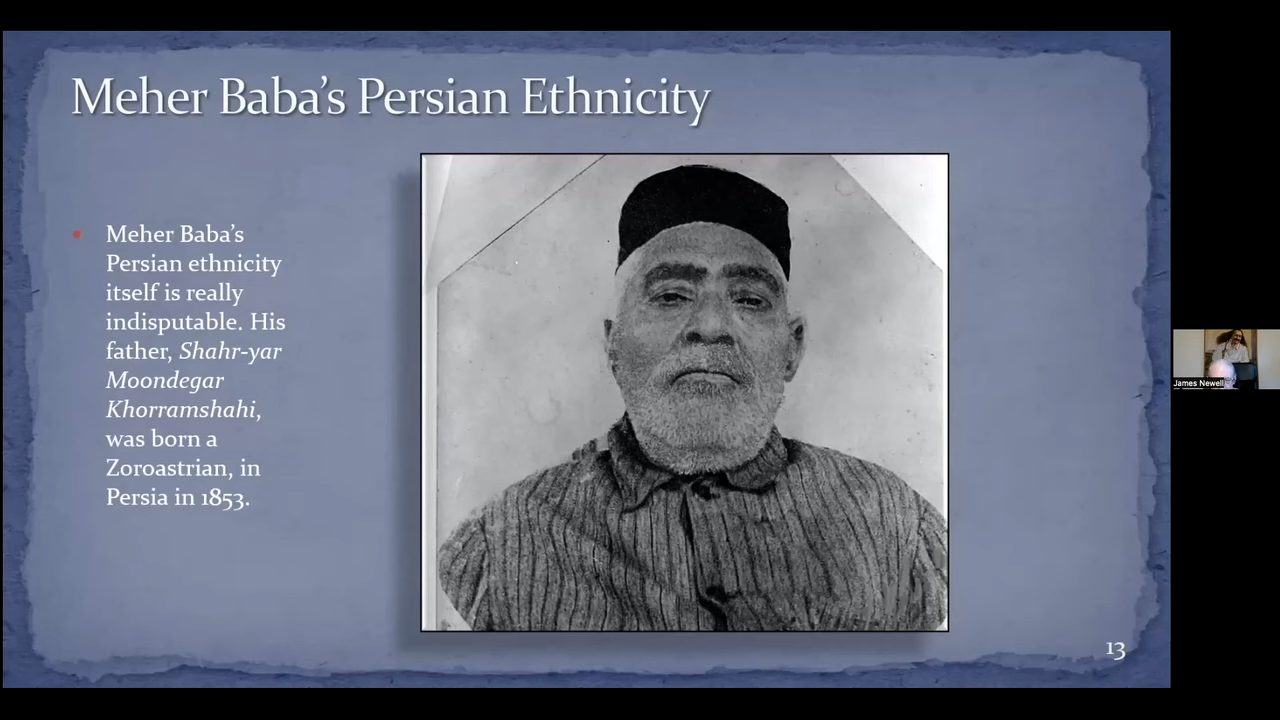 Meher Baba's Persian Ethnicity
• Meher Baba's
Persian ethnicity
itself is really
indisputable. His
father, Shahr-yar
Moondegar
Khorramshahi,
was born a
Zoroastrian, in
Persia in 1853.
James Newell
13